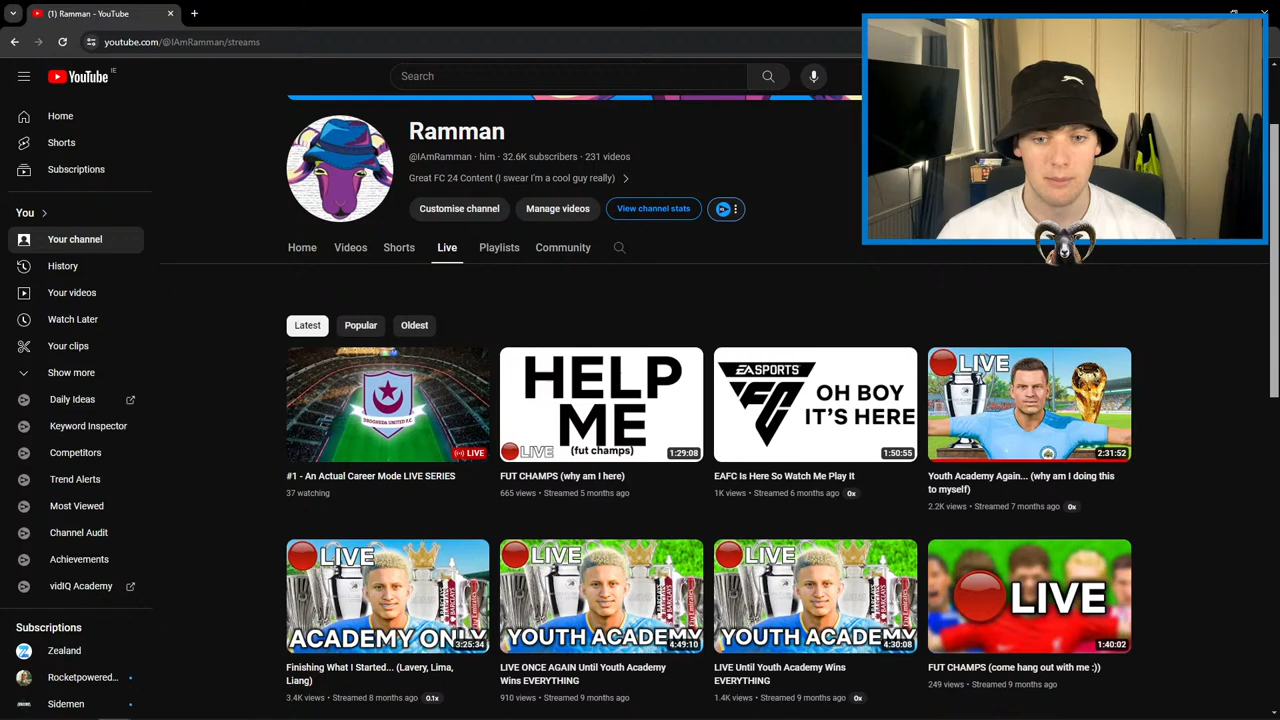 (1) Ramman - YouTube
youtube.com/@IAmRamman/streams
YouTube IE
Search
Home
Shorts
Subscriptions
You
Your channel
History
Your videos
Watch Later
Your clips
Show more
Daily Ideas
Keyword Inspector
Competitors
Trend Alerts
Most Viewed
Channel Audit
Achievements
vidIQ Academy
Subscriptions
Zealand
Rocketpowered...
Sidemen
Ramman
@IAmRamman · him · 32.6K subscribers · 231 videos
Great FC 24 Content (I swear I'm a cool guy really)
Customise channel
Manage videos
View channel stats
Home Videos Shorts Live Playlists Community
Latest Popular Oldest
DROGHEDA UNITED F.C
LIVE
#1 - An Actual Career Mode LIVE SERIES
37 watching
HELP
ME
(fut champs)
LIVE
1:29:08
FUT CHAMPS (why am I here)
665 views · Streamed 5 months ago
EA SPORTS
FC
OH BOY
IT'S HERE
1:50:55
EAFC Is Here So Watch Me Play It
1K views · Streamed 6 months ago 0x
LIVE
2:31:52
Youth Academy Again... (why am I doing this
to myself)
2.2K views · Streamed 7 months ago 0x
LIVE
ACADEMY ONLY
3:25:34
Finishing What I Started... (Lavery, Lima,
Liang)
3.4K views · Streamed 8 months ago 0.1x
LIVE
YOUTH ACADEMY
4:49:10
LIVE ONCE AGAIN Until Youth Academy
Wins EVERYTHING
910 views · Streamed 9 months ago
LIVE
YOUTH ACADEMY
4:30:08
LIVE Until Youth Academy Wins
EVERYTHING
1.4K views · Streamed 9 months ago 0x
LIVE
1:40:02
FUT CHAMPS (come hang out with me :))
249 views · Streamed 9 months ago